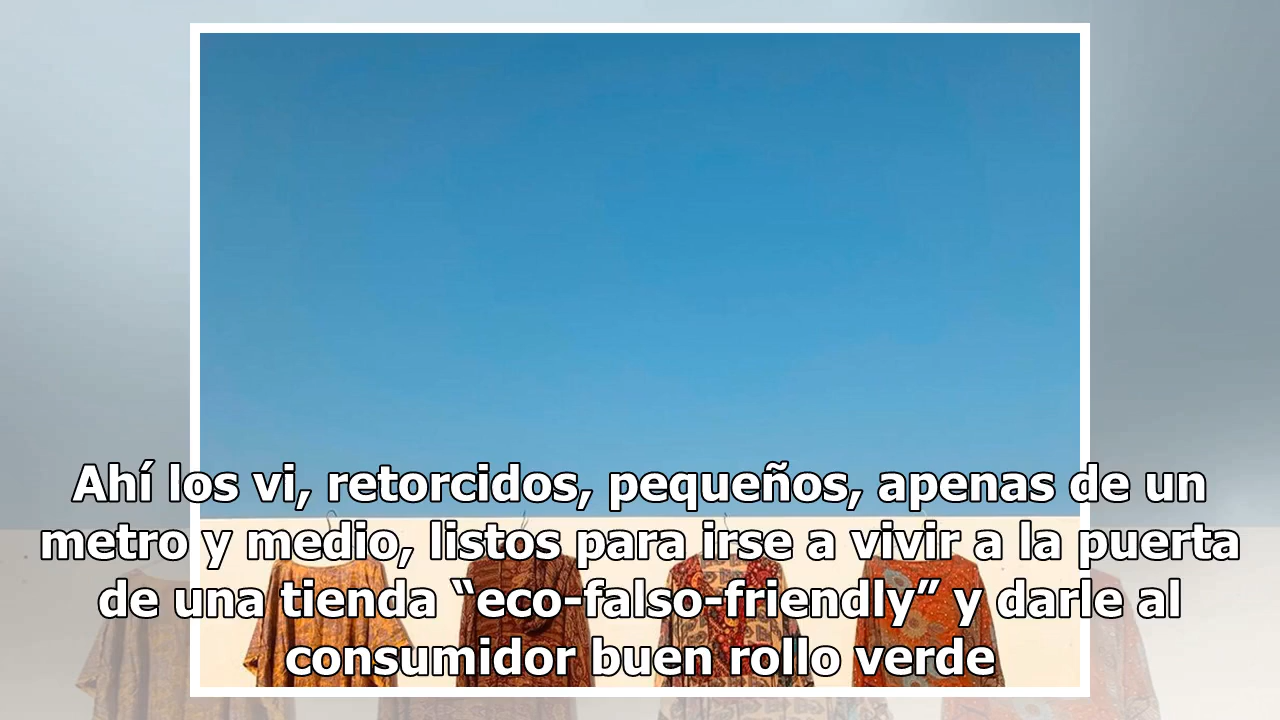 Ahí los vi, retorcidos, pequeños, apenas de un
metro y medio, listos para irse a vivir a la puerta
de una tienda “eco-falso-friendly” y darle al
consumidor buen rollo verde